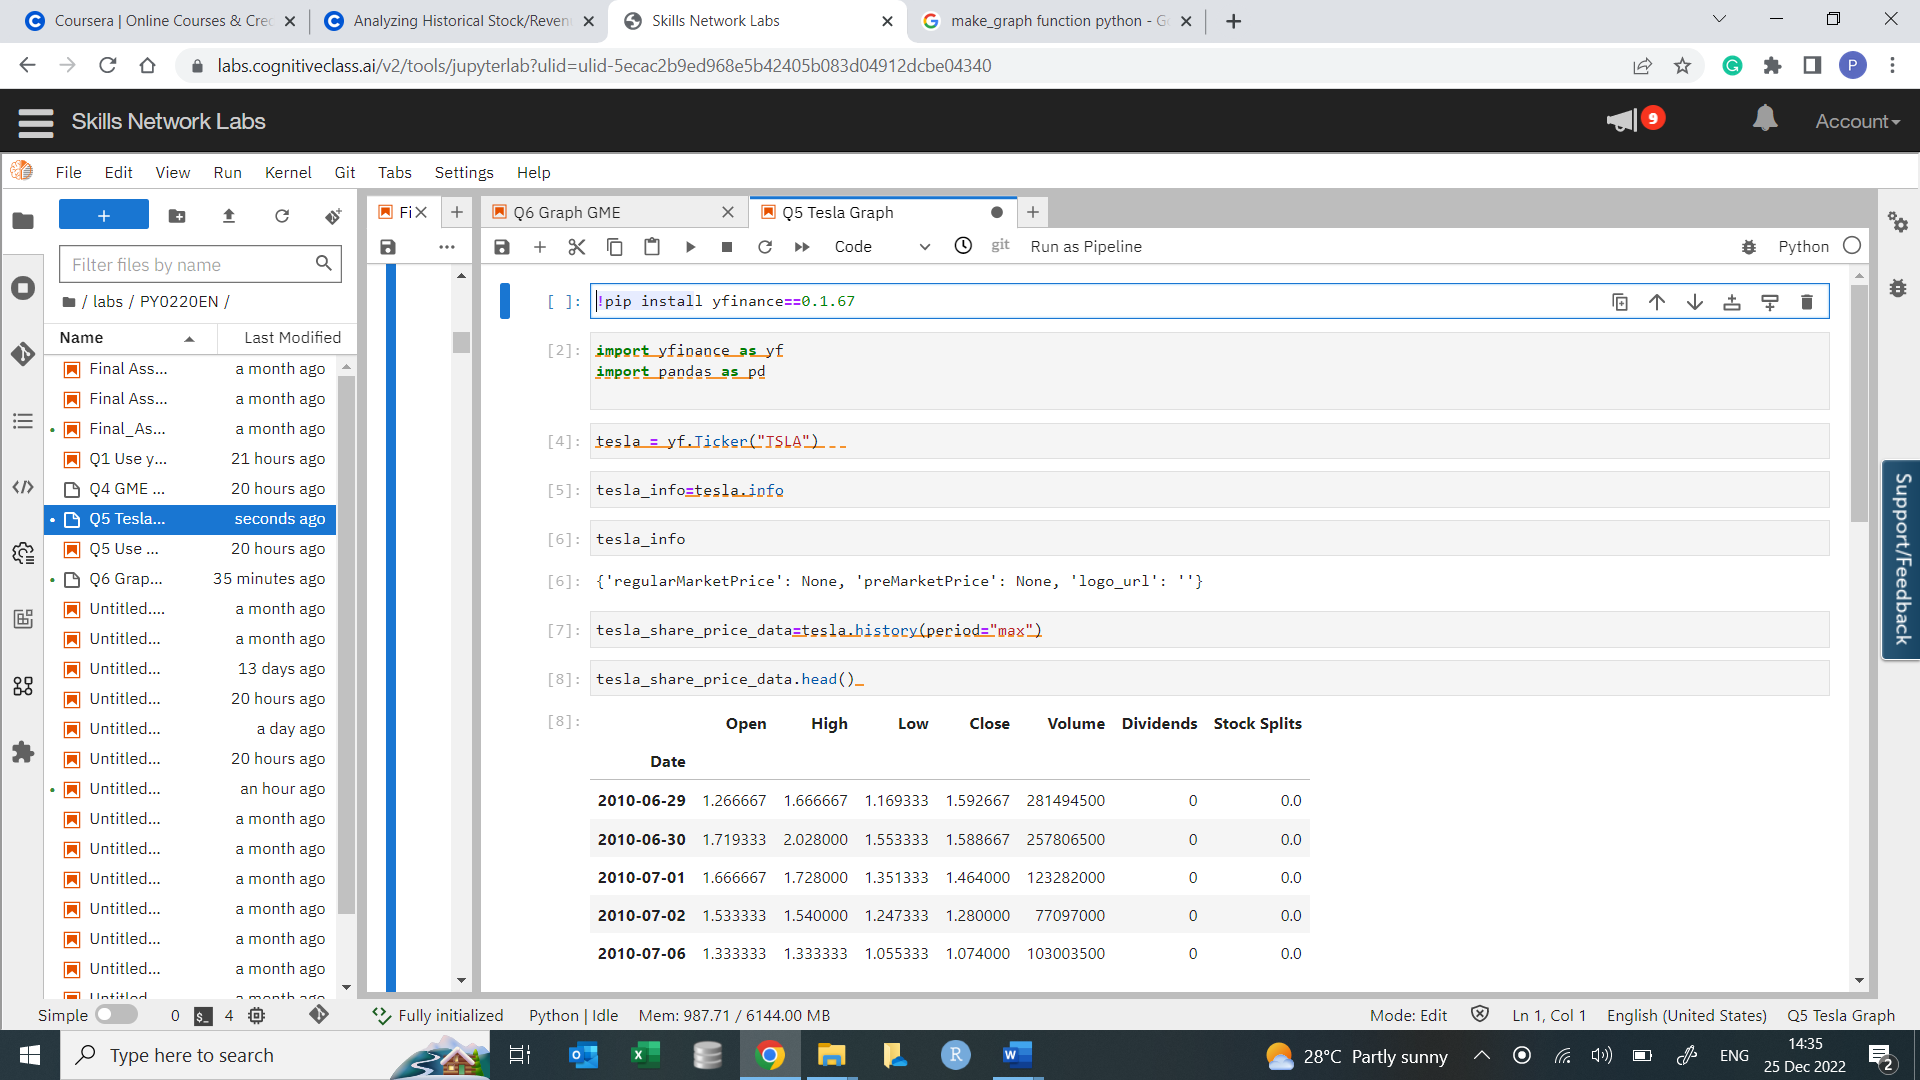 Coursera | Online Courses & Cre
Analyzing Historical Stock/Reven
Skills Network Labs
make_graph function python - G
labs.cognitiveclass.ai/v2/tools/jupyterlab?ulid=ulid-5ecac2b9ed968e5b42405b083d04912dcbe04340
P
Skills Network Labs
9
Account
File Edit View Run Kernel Git Tabs Settings Help
Fi
Q6 Graph GME
Q5 Tesla Graph
Code
git
Run as Pipeline
Python
Filter files by name
/ labs / PY0220EN /
Name Last Modified
Final Ass... a month ago
Final Ass... a month ago
Final_As... a month ago
Q1 Use y... 21 hours ago
Q4 GME ... 20 hours ago
Q5 Tesla... seconds ago
Q5 Use ... 20 hours ago
Q6 Grap... 35 minutes ago
Untitled.... a month ago
Untitled... a month ago
Untitled... 13 days ago
Untitled... 20 hours ago
Untitled... a day ago
Untitled... 20 hours ago
Untitled... an hour ago
Untitled... a month ago
Untitled... a month ago
Untitled... a month ago
Untitled... a month ago
Untitled... a month ago
Untitled... a month ago
Untitled a month ago
[ ]: !pip install yfinance==0.1.67
[2]: import yfinance as yf
import pandas as pd
[4]: tesla = yf.Ticker("TSLA")
[5]: tesla_info=tesla.info
[6]: tesla_info
[6]: {'regularMarketPrice': None, 'preMarketPrice': None, 'logo_url': ''}
[7]: tesla_share_price_data=tesla.history(period="max")
[8]: tesla_share_price_data.head()
[8]: Open High Low Close Volume Dividends Stock Splits
Date
2010-06-29 1.266667 1.666667 1.169333 1.592667 281494500 0 0.0
2010-06-30 1.719333 2.028000 1.553333 1.588667 257806500 0 0.0
2010-07-01 1.666667 1.728000 1.351333 1.464000 123282000 0 0.0
2010-07-02 1.533333 1.540000 1.247333 1.280000 77097000 0 0.0
2010-07-06 1.333333 1.333333 1.055333 1.074000 103003500 0 0.0
Support/Feedback
Simple 0 $_ 4 Fully initialized Python | Idle Mem: 987.71 / 6144.00 MB Mode: Edit Ln 1, Col 1 English (United States) Q5 Tesla Graph
Type here to search
28°C Partly sunny
ENG
14:35
25 Dec 2022
2